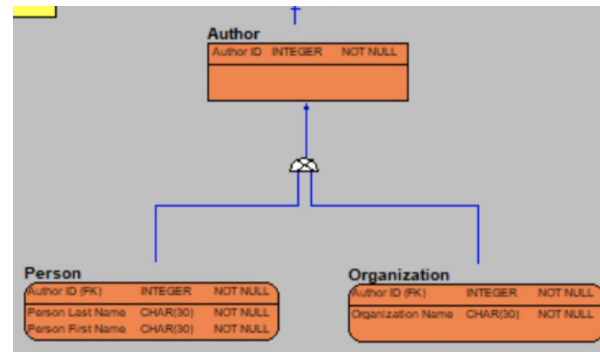 Author
Author ID INTEGER NOT NULL
Person
Author ID (FK) INTEGER NOT NULL
Person Last Name CHAR(30) NOT NULL
Person First Name CHAR(30) NOT NULL
Organization
Author ID (FK) INTEGER NOT NULL
Organization Name CHAR(30) NOT NULL